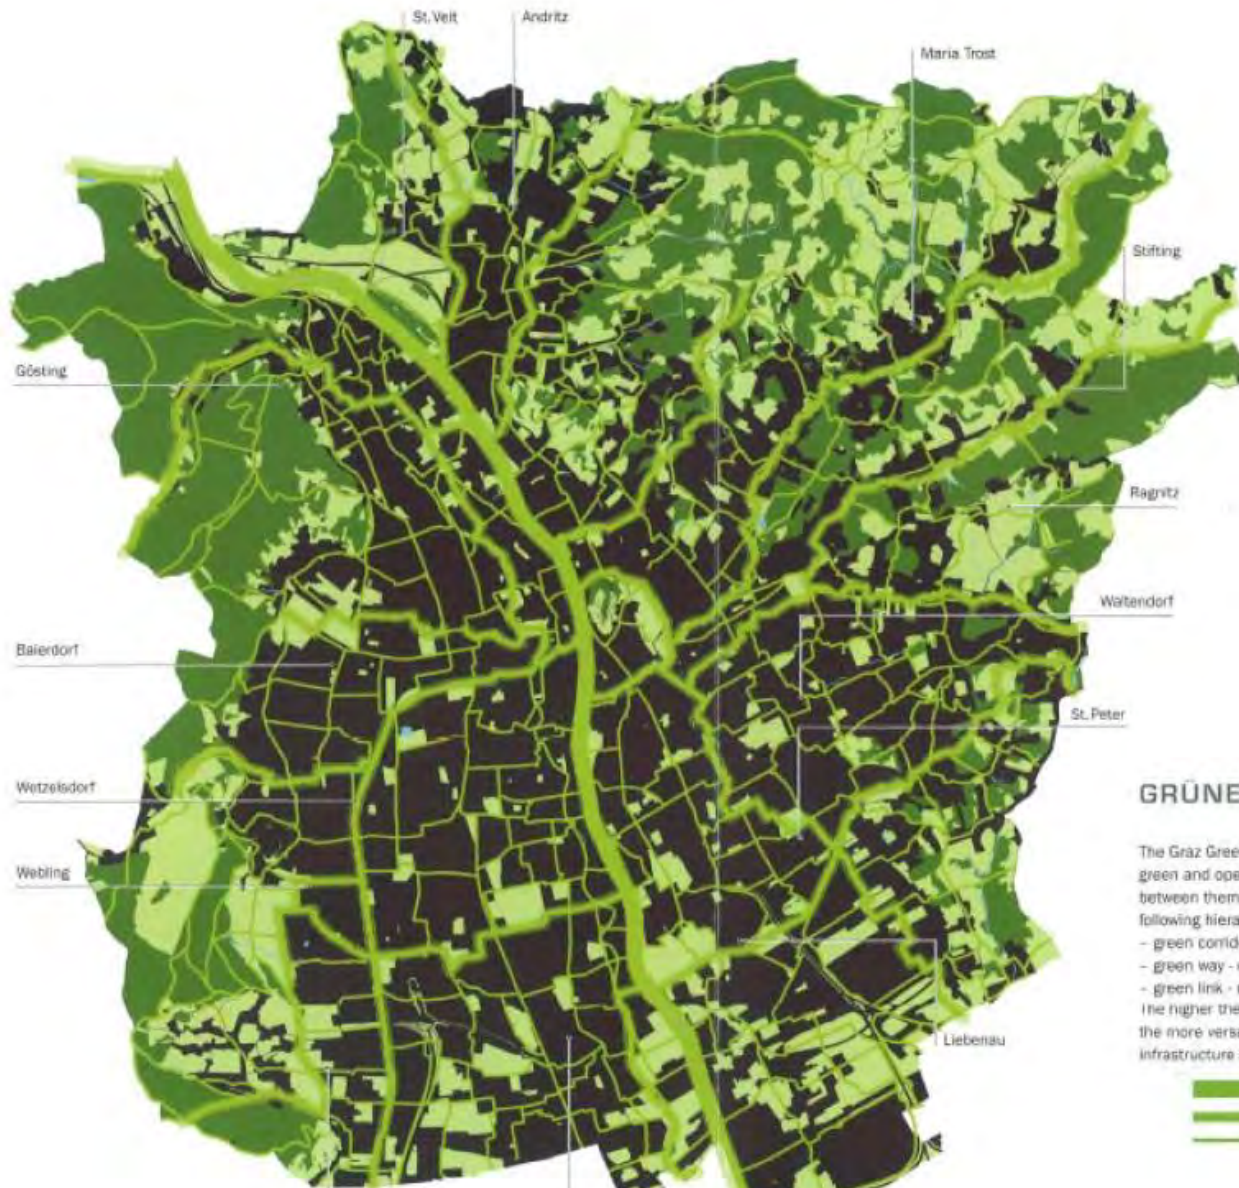 St. Veit
Andritz
Maria Trost
Stifting
Gösting
Ragnitz
Waltendorf
Baierdorf
St. Peter
Wetzelsdorf
Webling
Liebenau
GRÜNE
The Graz Gree
green and ope
between them
following hiera
- green corrid
- green way -
- green link -
The higher the
the more vers
infrastructure